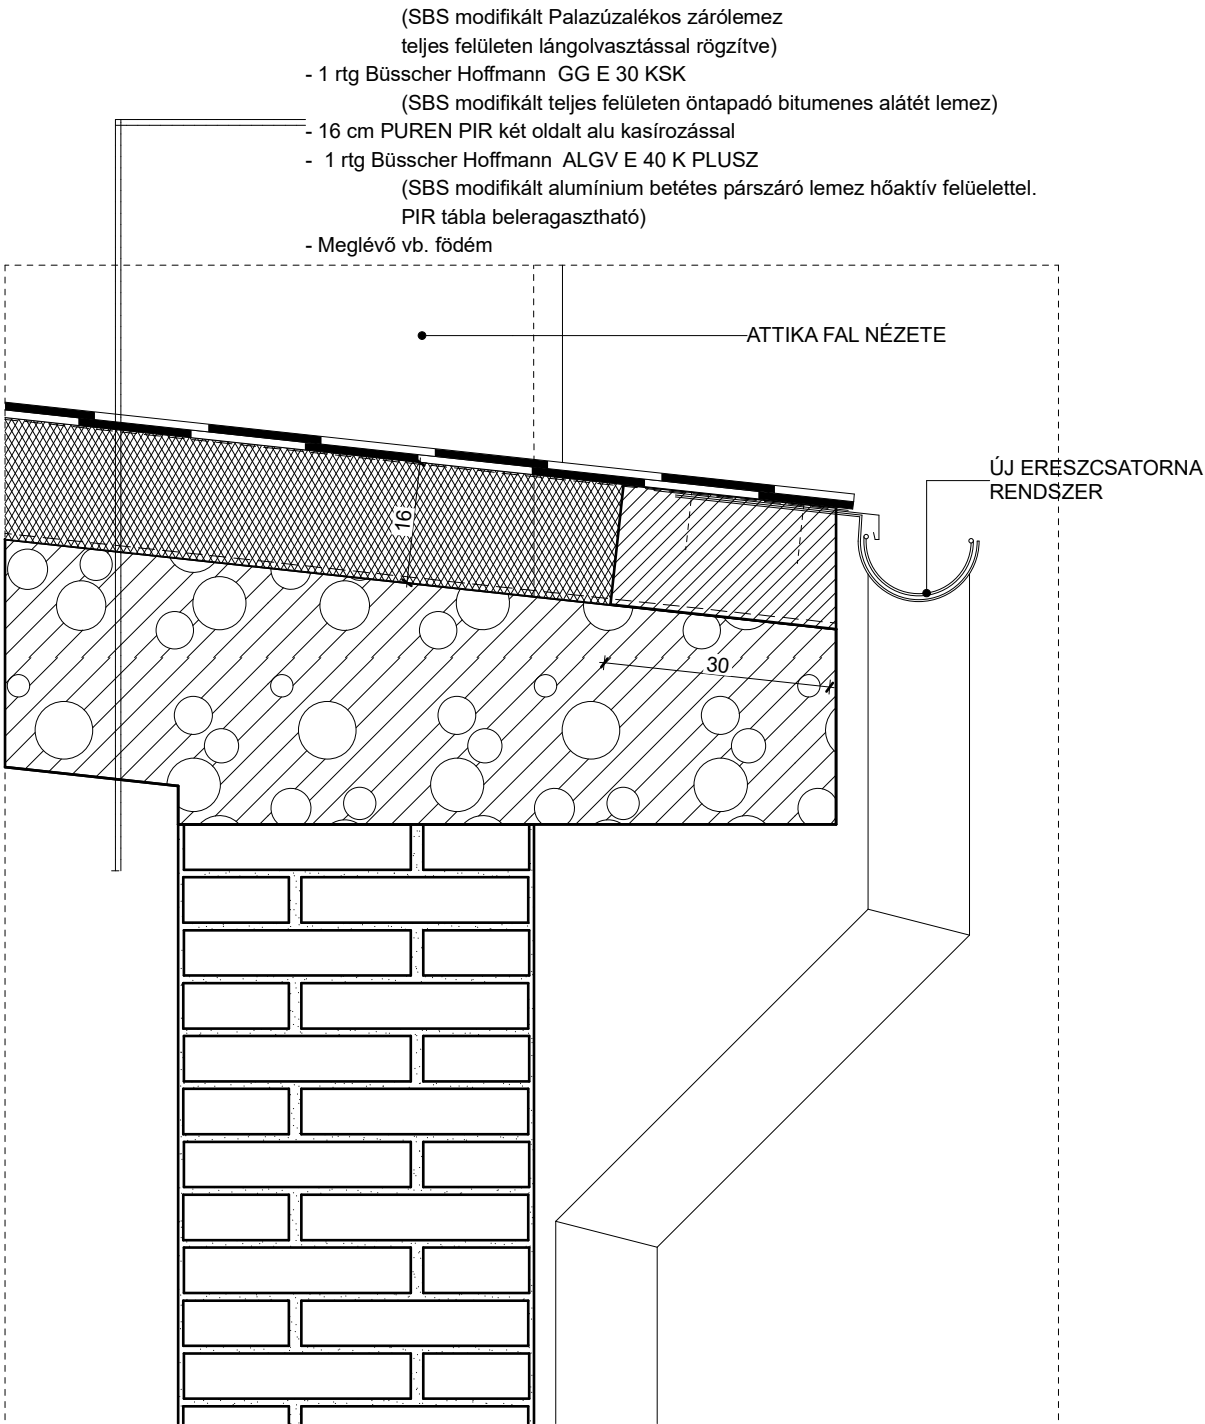 (SBS modifikált Palazúzalékos zárólemez
teljes felületen lángolvasztással rögzítve)
- 1 rtg Büsscher Hoffmann  GG E 30 KSK
(SBS modifikált teljes felületen öntapadó bitumenes alátét lemez)
- 16 cm PUREN PIR két oldalt alu kasírozással
-  1 rtg Büsscher Hoffmann  ALGV E 40 K PLUSZ
(SBS modifikált alumínium betétes párszáró lemez hőaktív felüelettel.
PIR tábla beleragasztható)
- Meglévő vb. födém
ATTIKA FAL NÉZETE
ÚJ ERESZCSATORNA
RENDSZER
16
30